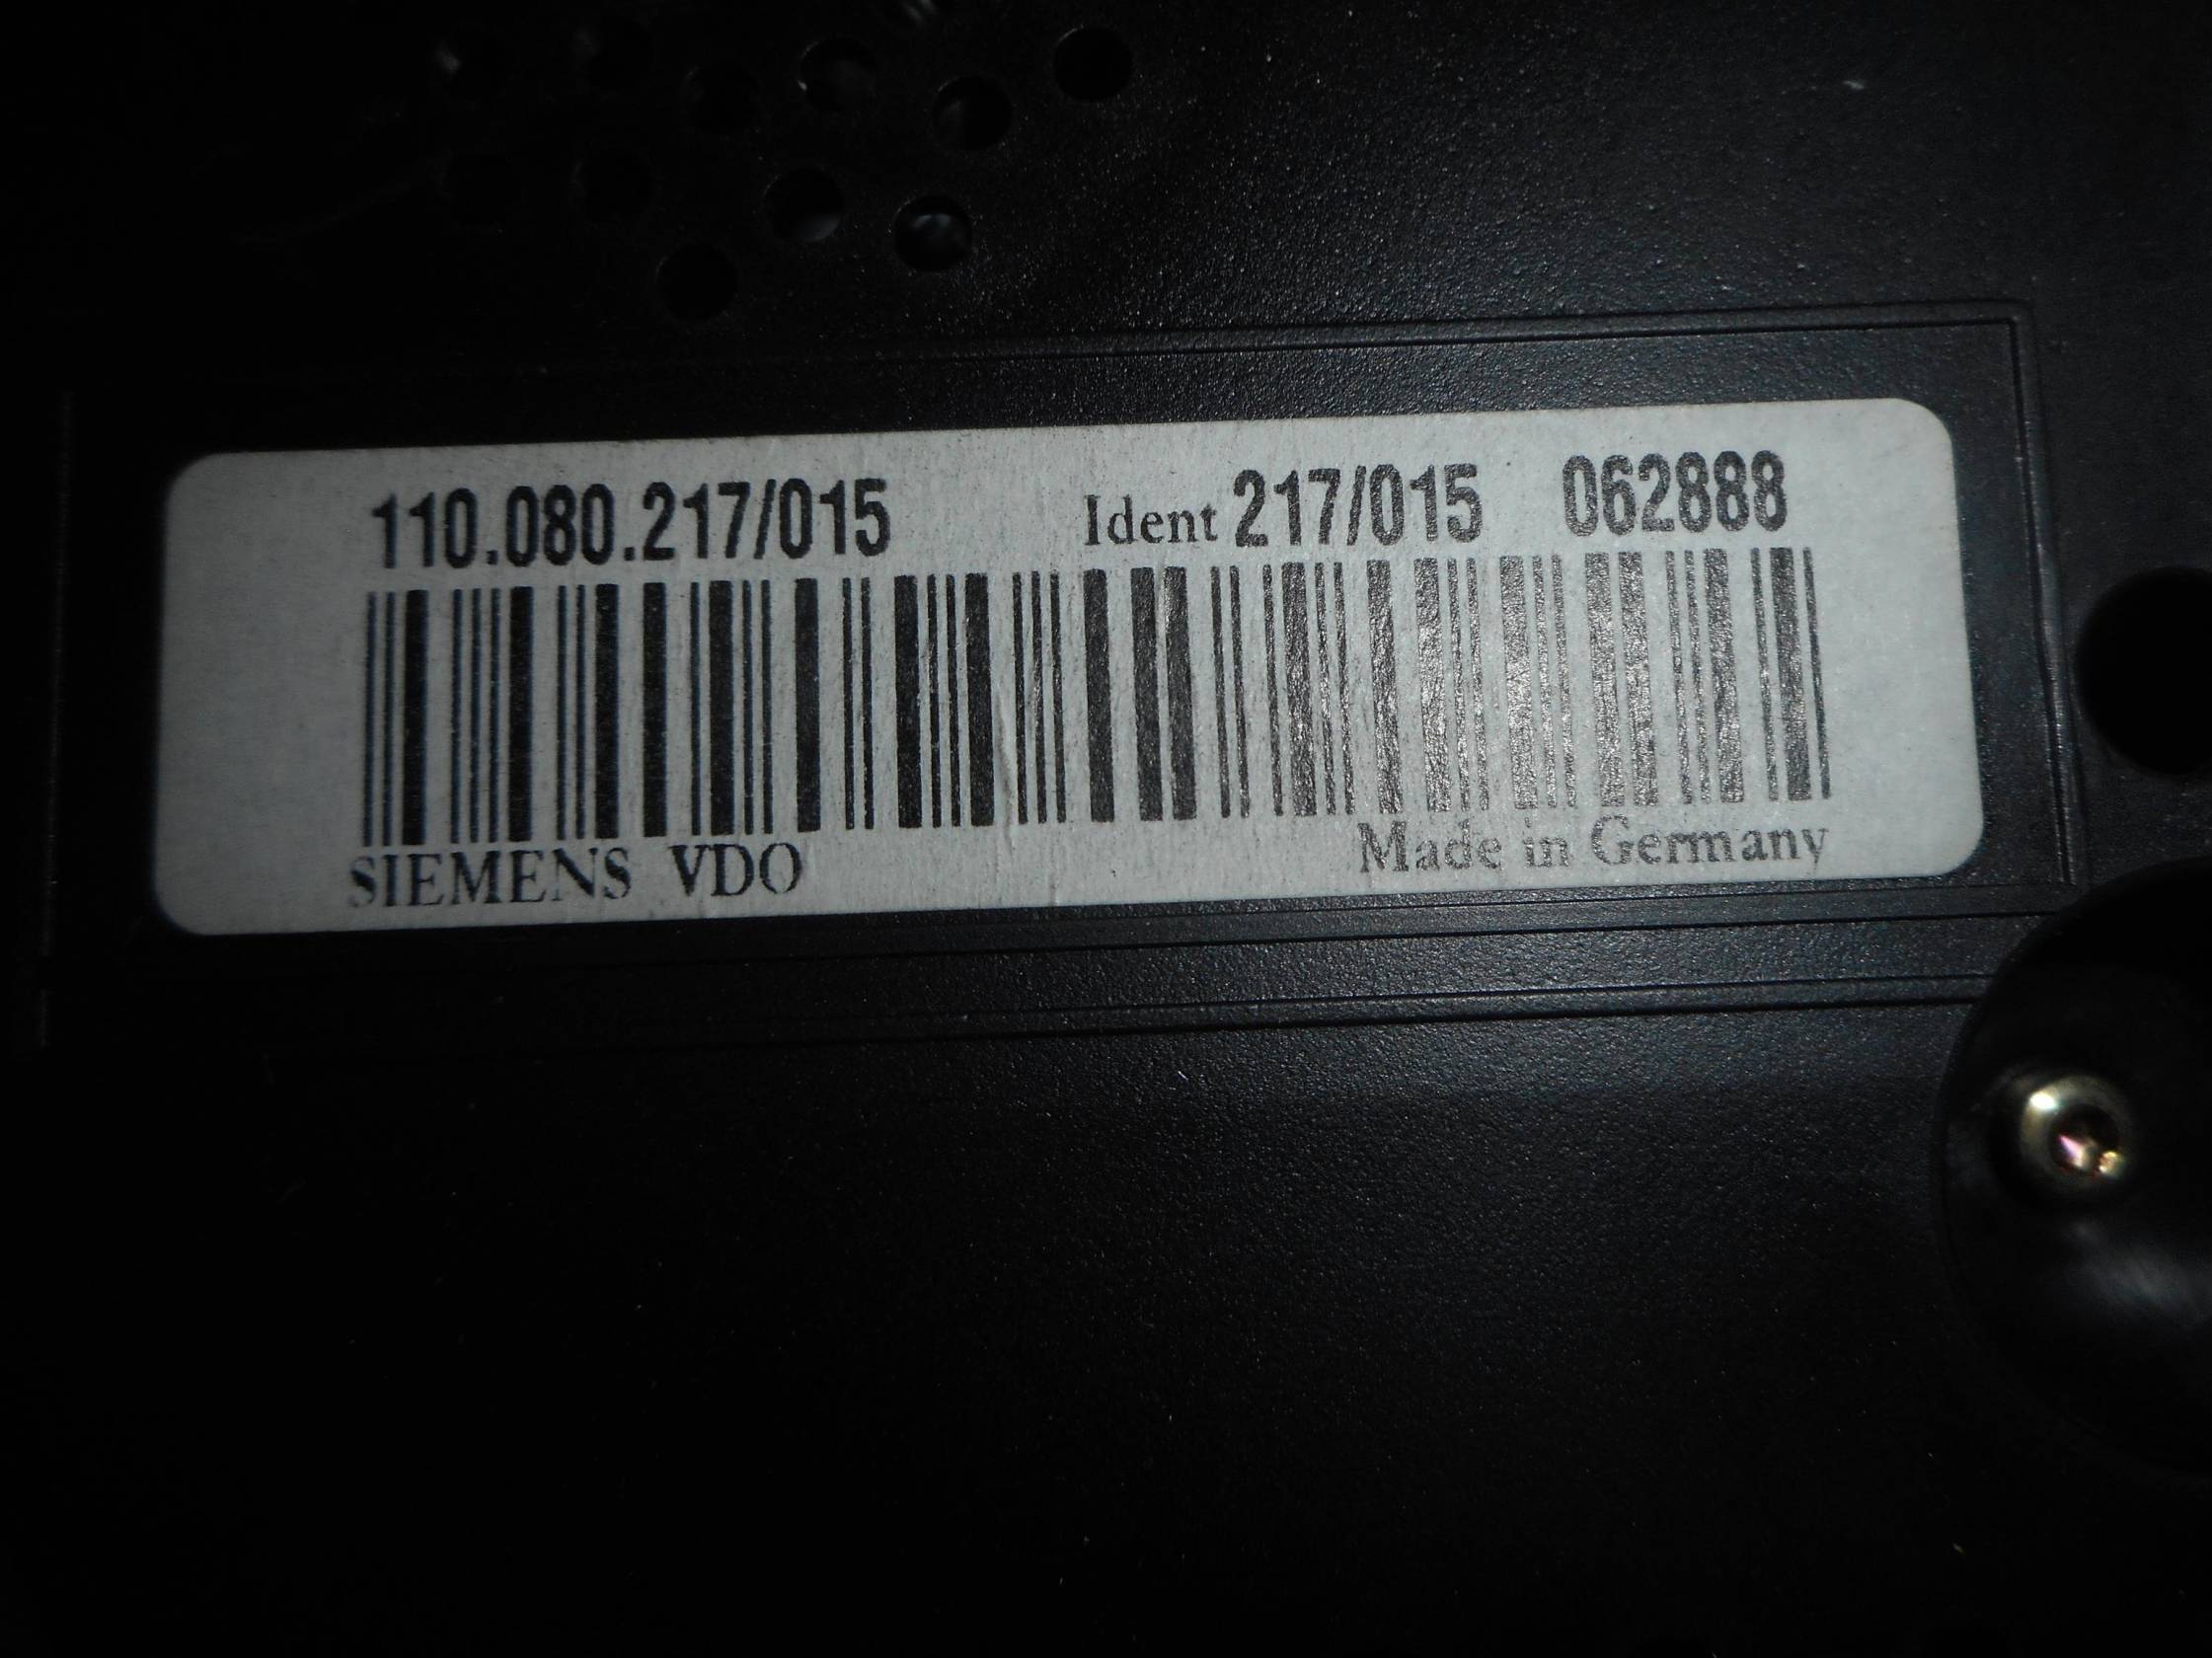 110.080.217/015 Ident 217/015 062888
SIEMENS VDO Made in Germany